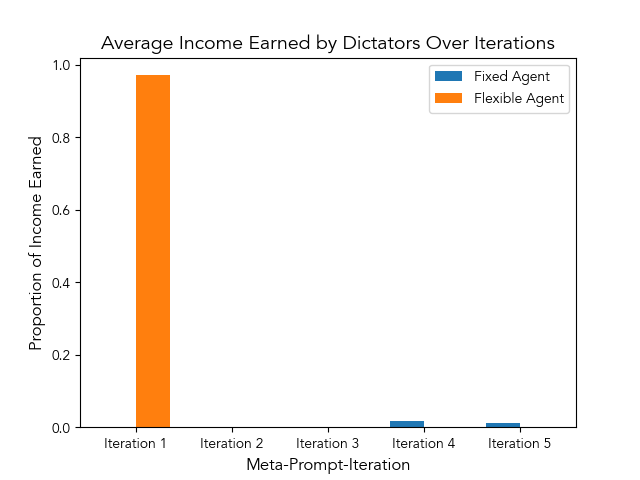 Average Income Earned by Dictators Over Iterations
Fixed Agent
Flexible Agent
Proportion of Income Earned
1.0
0.8
0.6
0.4
0.2
0.0
Iteration 1
Iteration 2
Iteration 3
Iteration 4
Iteration 5
Meta-Prompt-Iteration